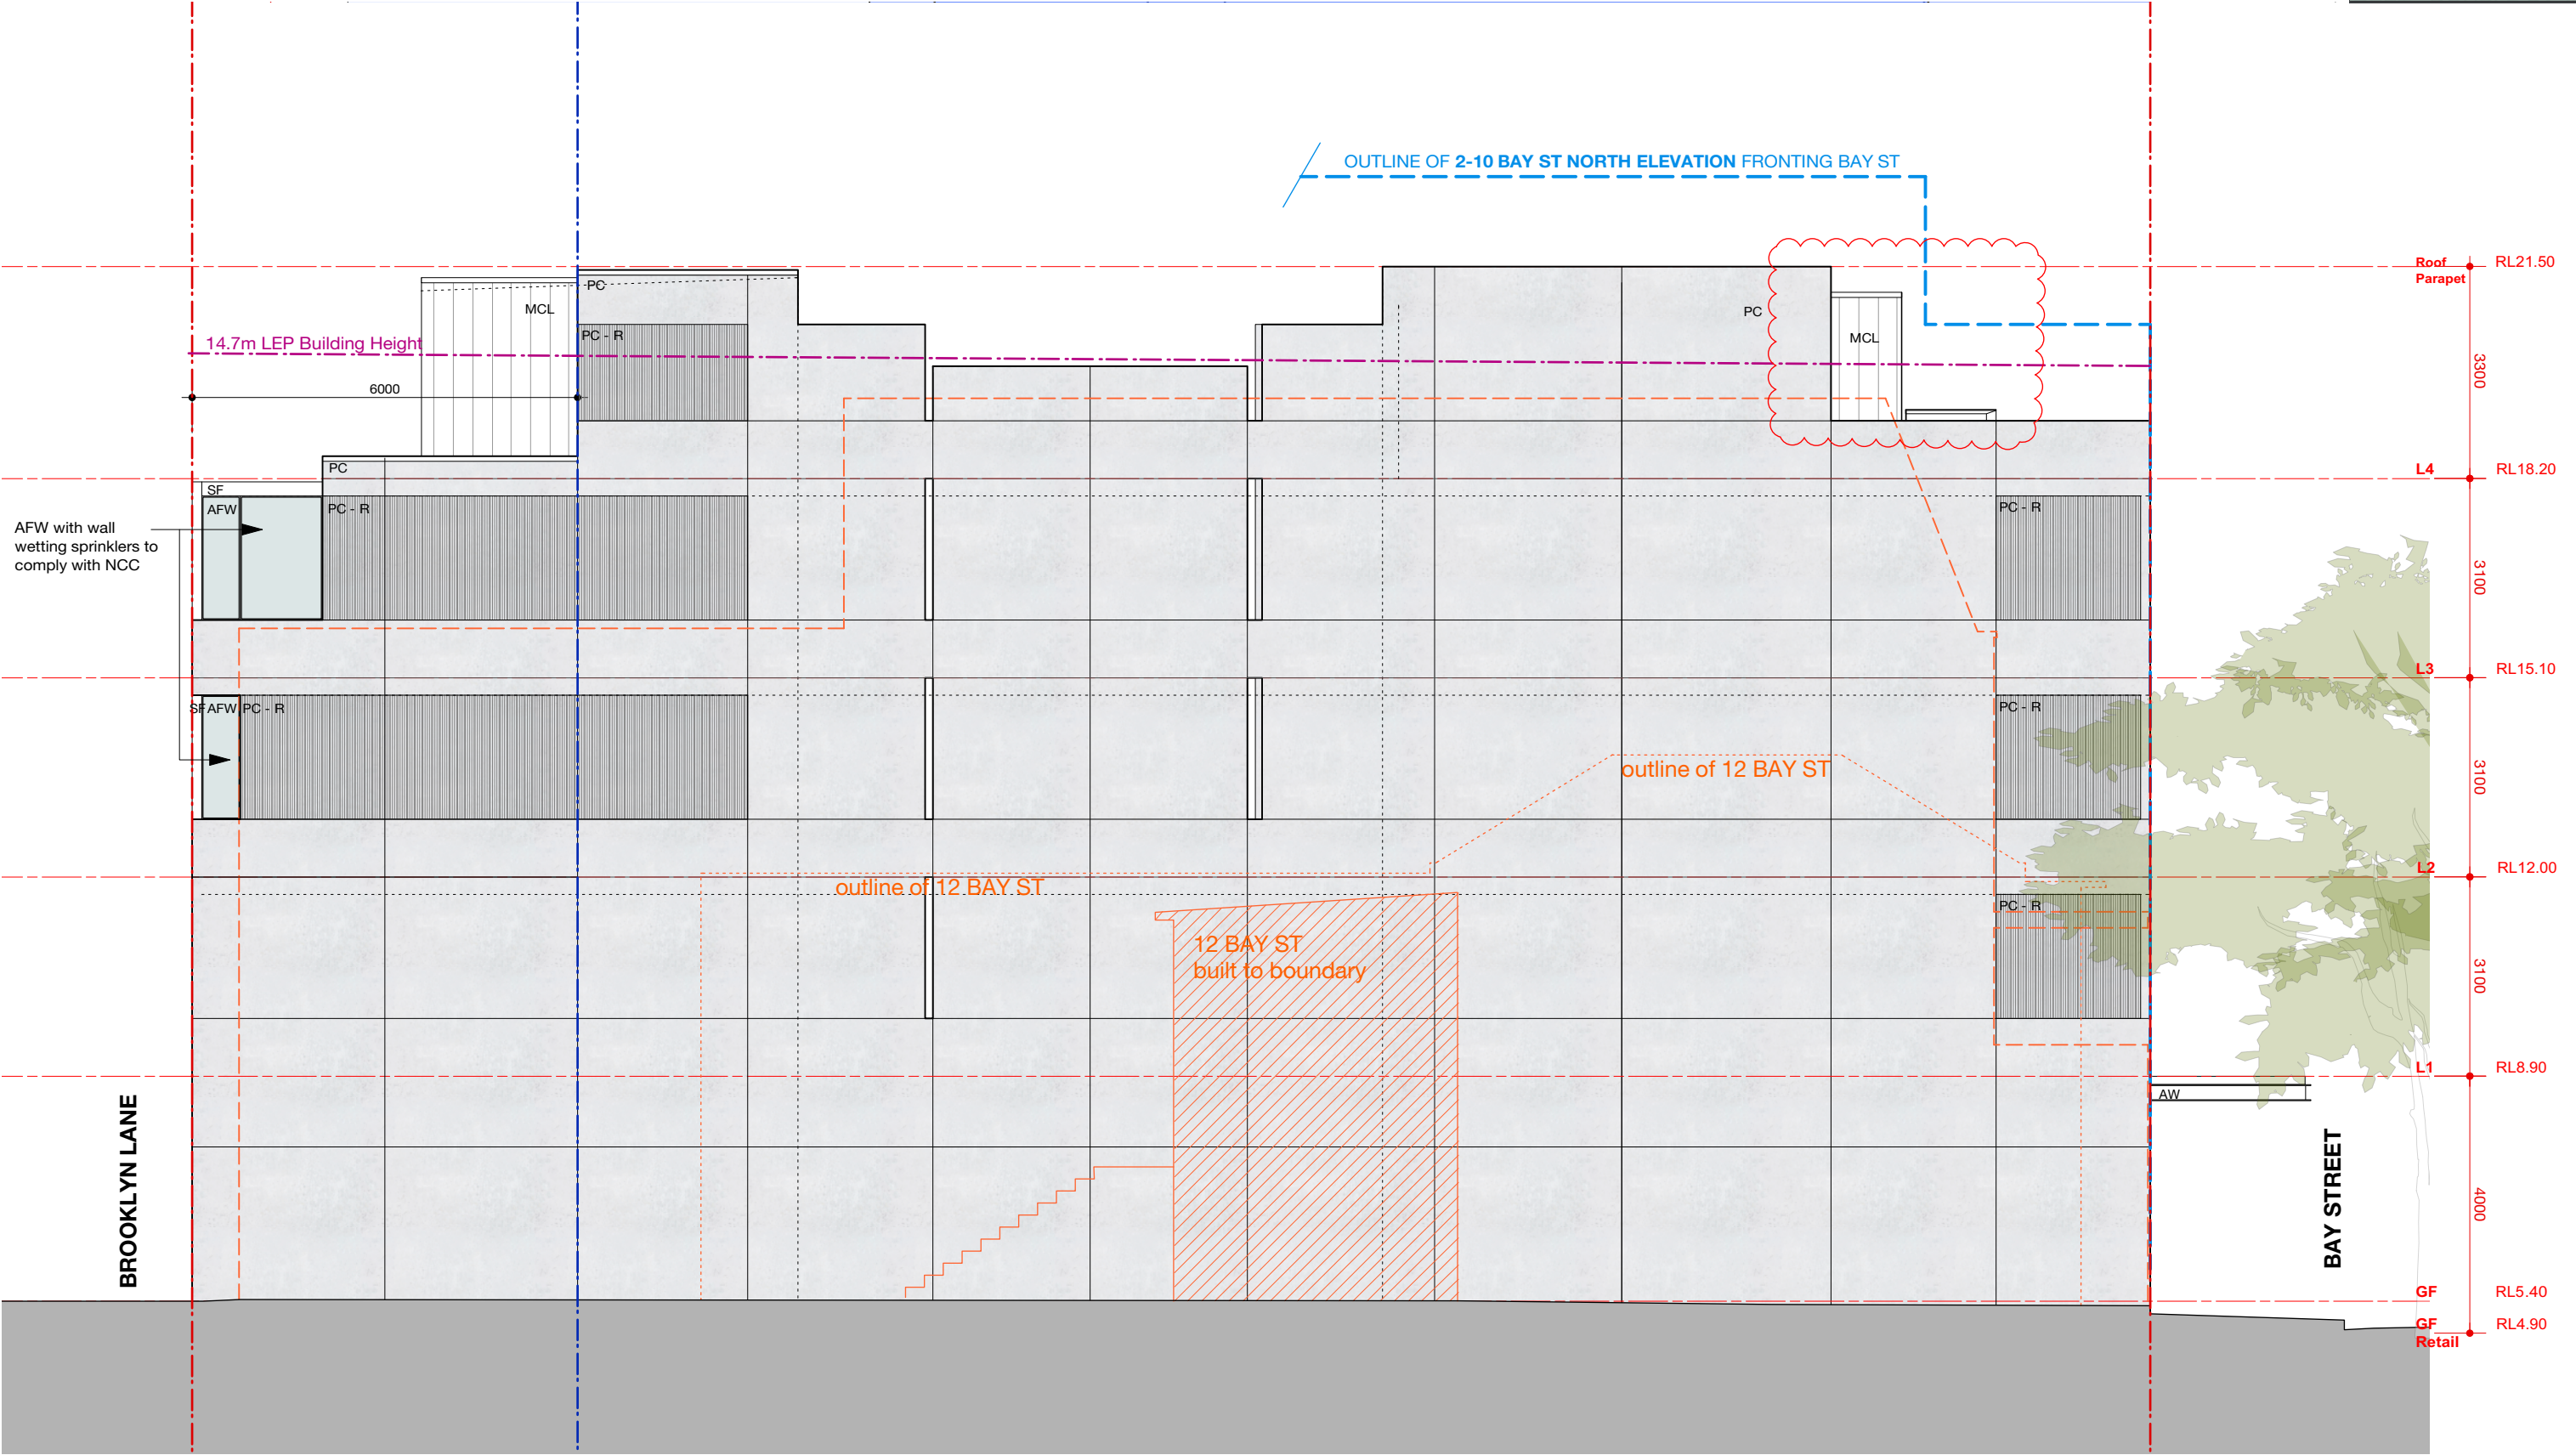 OUTLINE OF 2-10 BAY ST NORTH ELEVATION FRONTING BAY ST
Roof
Parapet
RL21.50
PC
MCL
PC
MCL
PC - R
14.7m LEP Building Height
6000
3300
PC
L4
RL18.20
SF
AFW
PC - R
PC - R
AFW with wall
wetting sprinklers to
comply with NCC
3100
L3
RL15.10
SF
AFW
PC - R
PC - R
outline of 12 BAY ST
3100
L2
RL12.00
outline of 12 BAY ST
PC - R
12 BAY ST
built to boundary
3100
L1
RL8.90
AW
BROOKLYN LANE
BAY STREET
4000
GF
RL5.40
GF
Retail
RL4.90